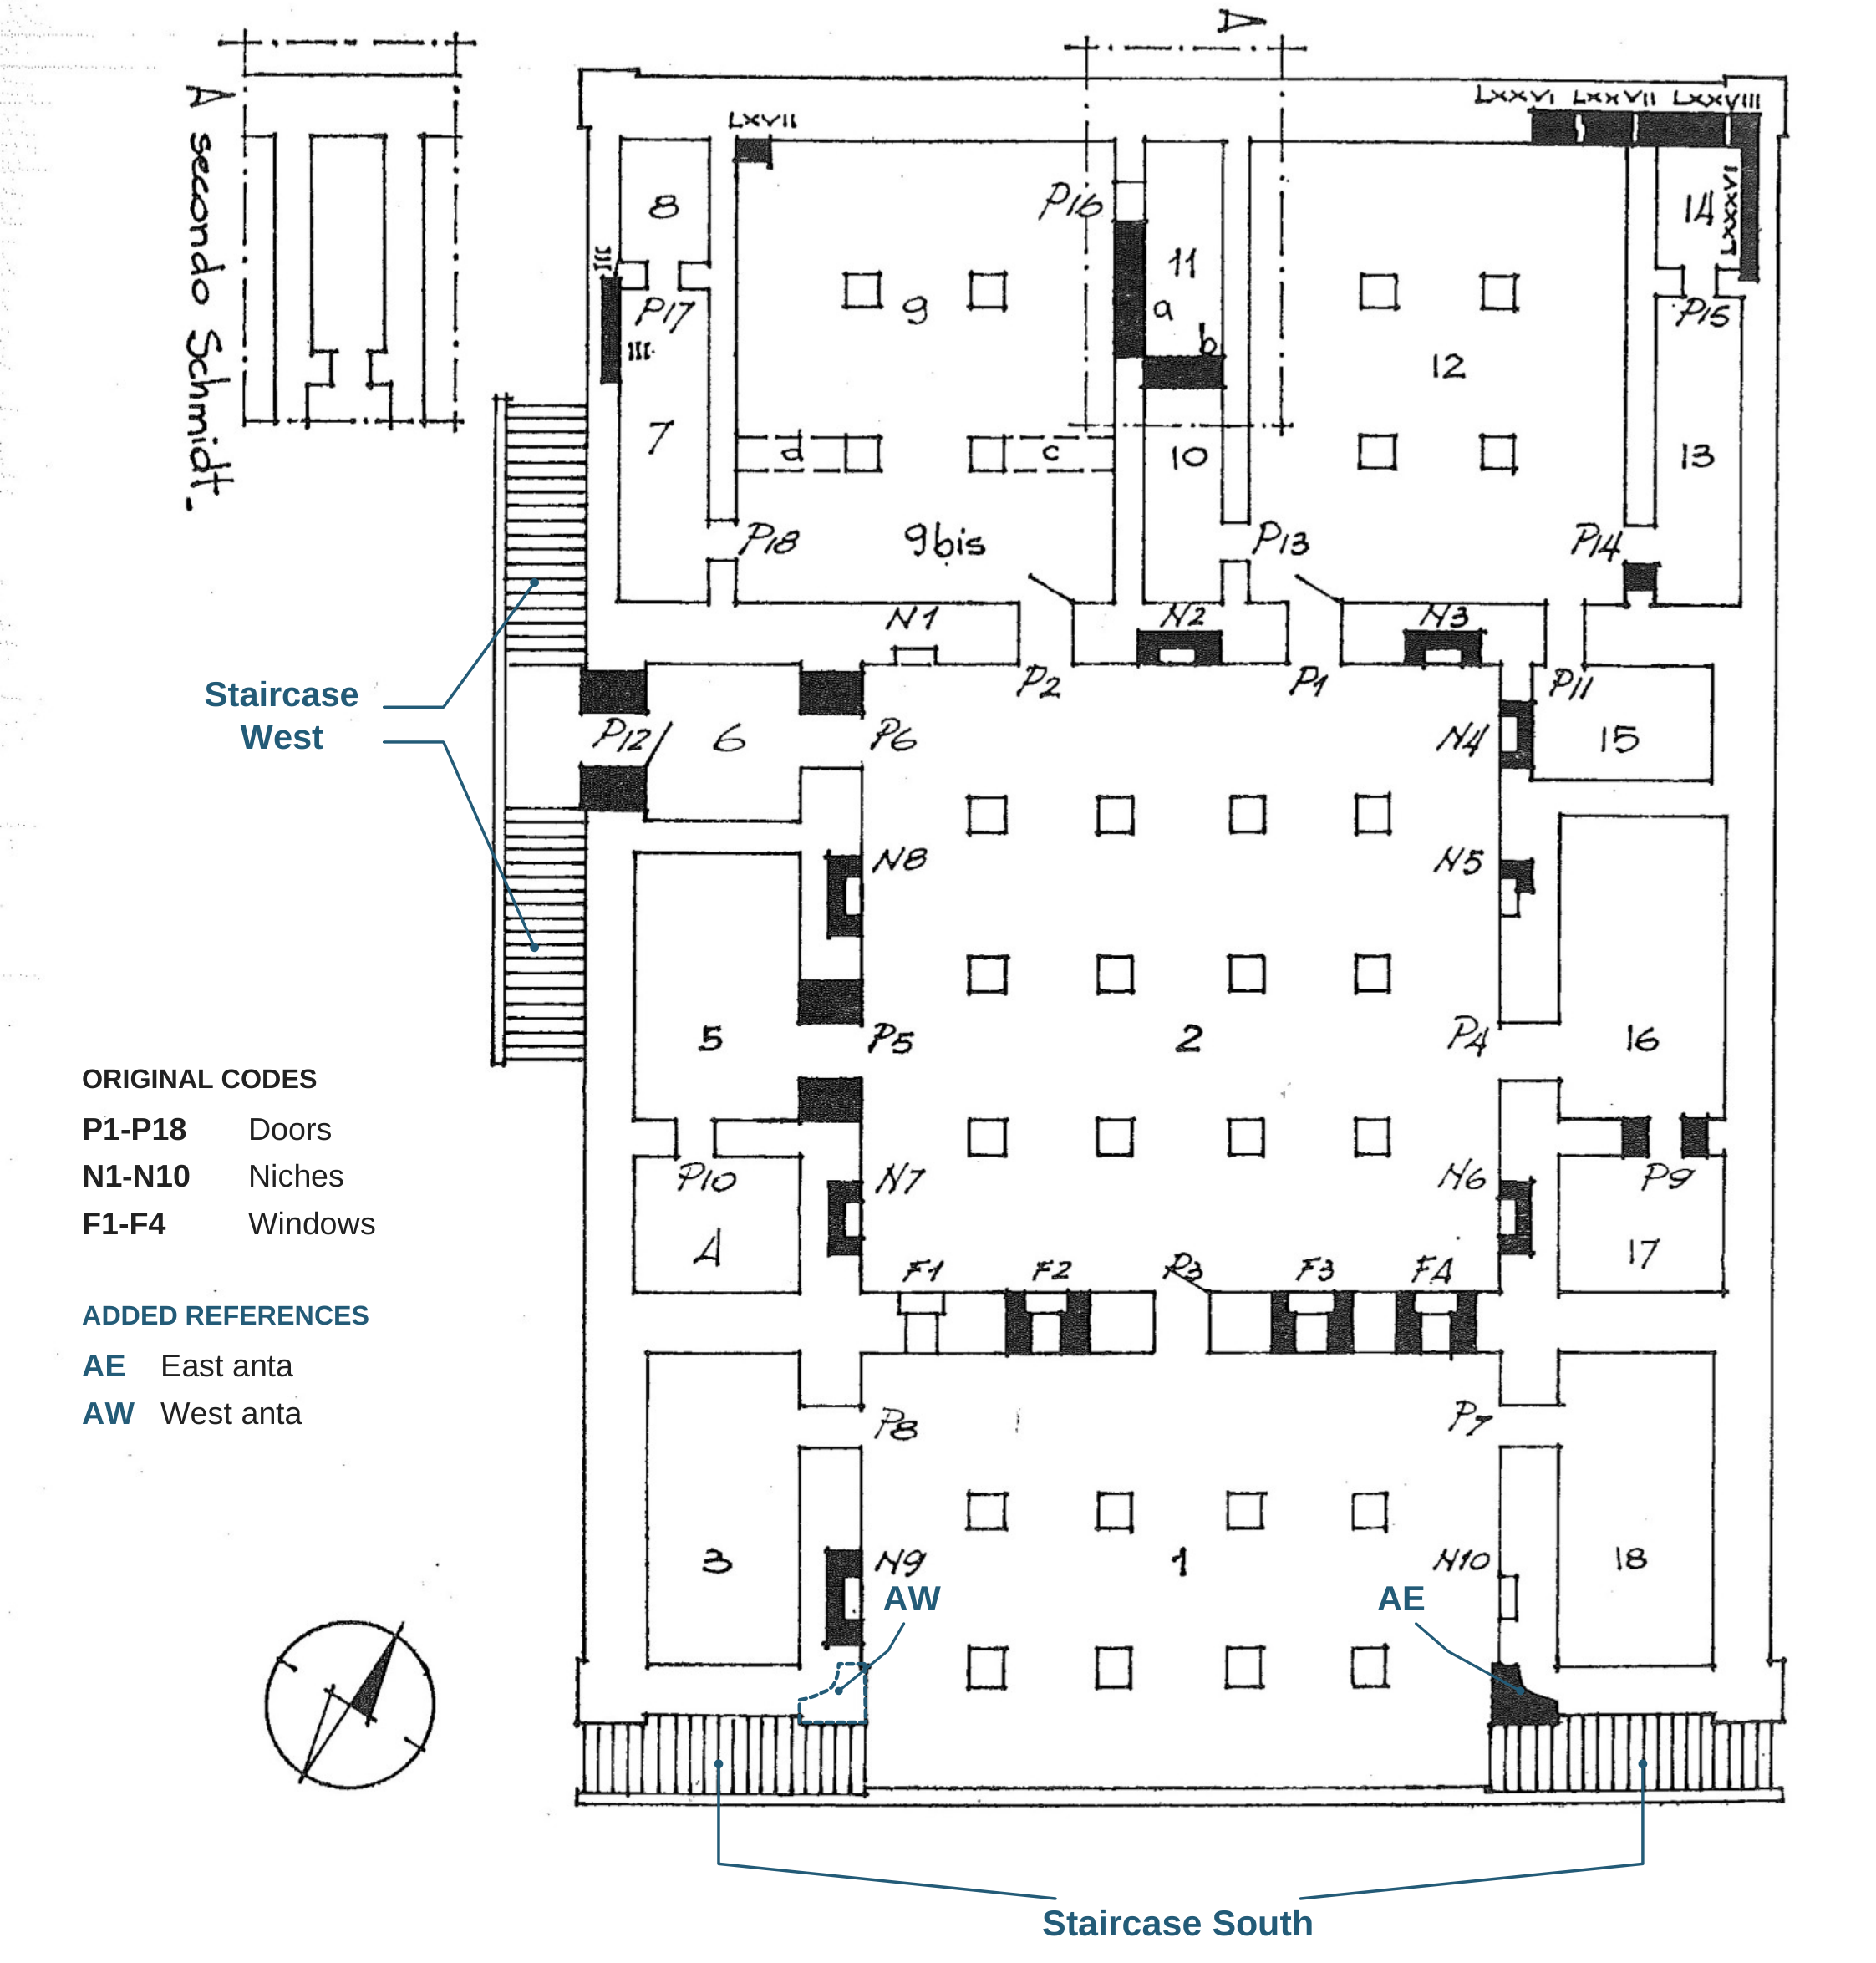 A
A secondo Schmidt.
LXXVI LXXVII LXXVIII
LXVII
8
P16
11
14
LXXXVI
III
P17
9
a
P15
III
b
12
7
d
c
10
13
P18
9bis
P13
P14
N1
N2
N3
P2
P1
P11
Staircase
West
P12
6
P6
N4
15
N8
N5
5
P5
2
P4
16
ORIGINAL CODES
P1-P18 Doors
N1-N10 Niches
F1-F4 Windows
P10
N7
N6
P9
4
17
F1
F2
P3
F3
F4
ADDED REFERENCES
AE East anta
AW West anta
P8
P7
3
N9
1
N10
18
AW
AE
Staircase South